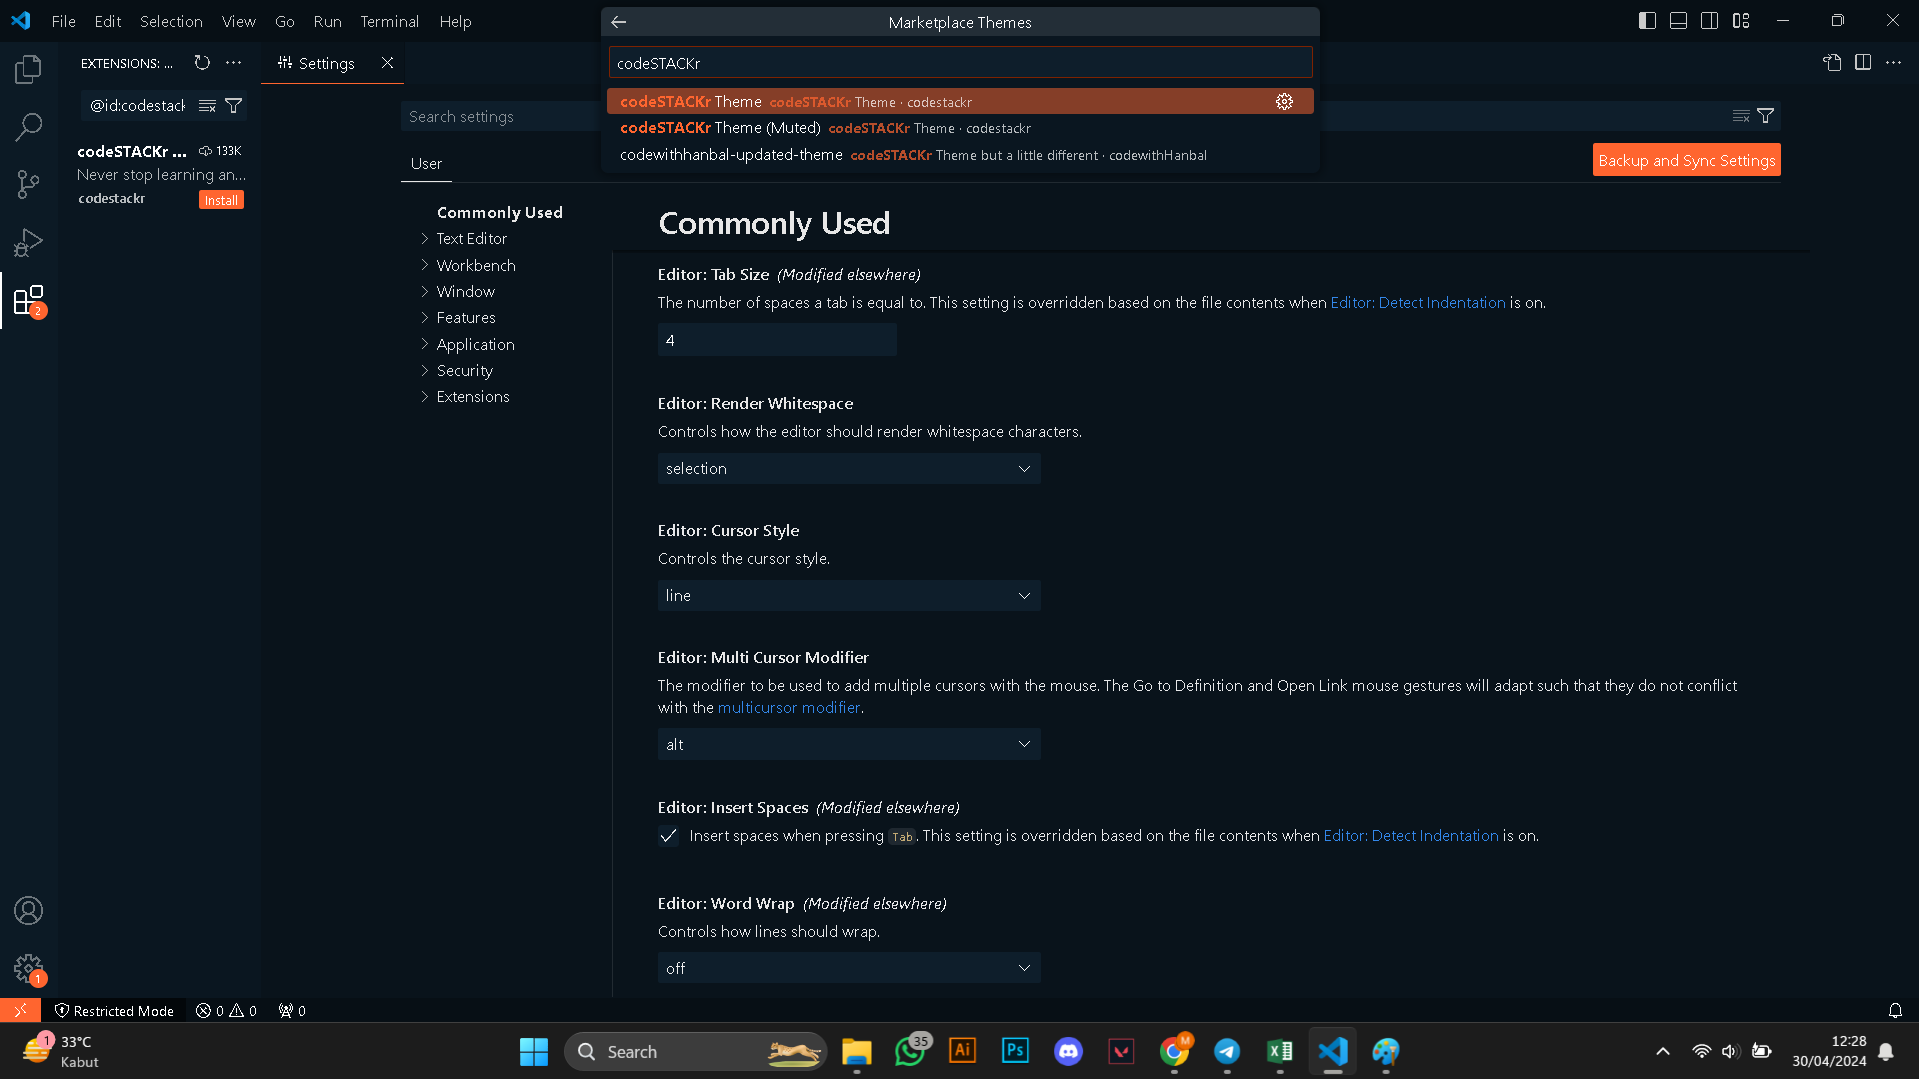 File Edit Selection View Go Run Terminal Help
Marketplace Themes
EXTENSIONS: ...
Settings
codeSTACKr
@id:codestack
codeSTACKr Theme codeSTACKr Theme · codestackr
codeSTACKr Theme (Muted) codeSTACKr Theme · codestackr
codewithhanbal-updated-theme codeSTACKr Theme but a little different · codewithHanbal
Search settings
codeSTACKr ... 133K
Never stop learning an...
codestackr Install
User
Backup and Sync Settings
Commonly Used
Text Editor
Workbench
Window
Features
Application
Security
Extensions
2
Commonly Used
Editor: Tab Size (Modified elsewhere)
The number of spaces a tab is equal to. This setting is overridden based on the file contents when Editor: Detect Indentation is on.
4
Editor: Render Whitespace
Controls how the editor should render whitespace characters.
selection
Editor: Cursor Style
Controls the cursor style.
line
Editor: Multi Cursor Modifier
The modifier to be used to add multiple cursors with the mouse. The Go to Definition and Open Link mouse gestures will adapt such that they do not conflict
with the multicursor modifier.
alt
Editor: Insert Spaces (Modified elsewhere)
Insert spaces when pressing Tab. This setting is overridden based on the file contents when Editor: Detect Indentation is on.
Editor: Word Wrap (Modified elsewhere)
Controls how lines should wrap.
off
1
Restricted Mode 0 0 0
1
33°C
Kabut
Search
35
Ai
Ps
M
12:28
30/04/2024